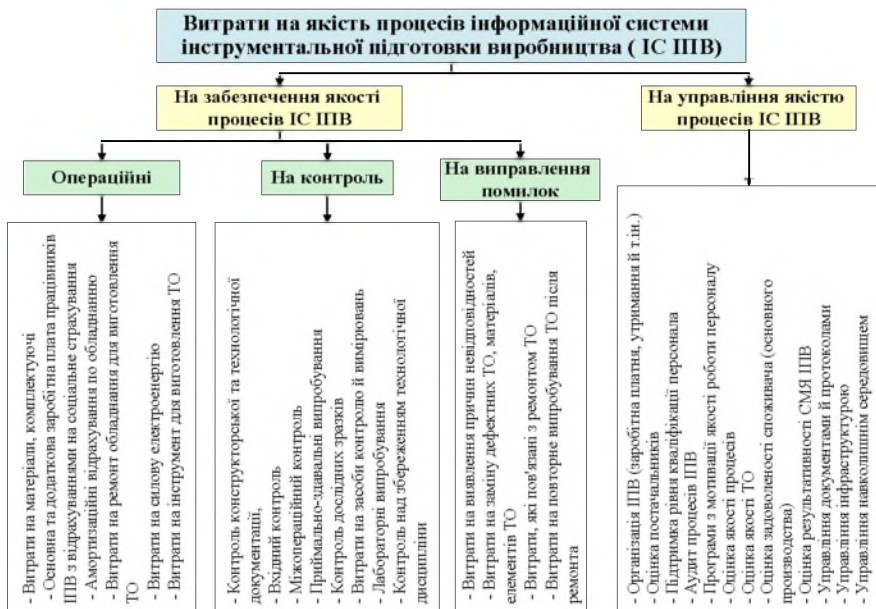 Витрати на якість процесів інформаційної системи
інструментальної підготовки виробництва ( ІС ІПВ)
На забезпечення якості
процесів ІС ІПВ
На управління якістю
процесів ІС ІПВ
Операційні
На контроль
На виправлення
помилок
- Витрати на матеріали, комплектуючі
- Основна та додаткова заробітна плата працівників
ІПВ з відрахуваннями на соціальне страхування
- Амортизаційні відрахування по обладнанню
- Витрати на ремонт обладнання для виготовлення
ТО
- Витрати на силову електроенергію
- Витрати на інструмент для виготовлення ТО
- Контроль конструкторської та технологічної
документації,
- Вхідний контроль
- Міжопераційний контроль
- Приймально-здавальні випробування
- Контроль дослідних зразків
- Витрати на засоби контролю й вимірювань
- Лабораторні випробування
- Контроль над збереженням технологічної
дисципліни
- Витрати на виявлення причин невідповідностей
- Витрати на заміну дефектних ТО, матеріалів,
елементів ТО
- Витрати, які пов'язані з ремонтом ТО
- Витрати на повторне випробування ТО після
ремонта
- Організація ІПВ (заробітна платня, утримання й т.ін.)
- Оцінка постачальників
- Підтримка рівня кваліфікації персонала
- Аудит процесів ІПВ
- Програми з мотивації якості роботи персоналу
- Оцінка якості процесів
- Оцінка якості ТО
- Оцінка задоволеності споживача (основного
производства)
- Оцінка результативності СМЯ ІПВ
- Управління документами й протоколами
- Управління інфраструктурою
- Управління навколишнім середовищем